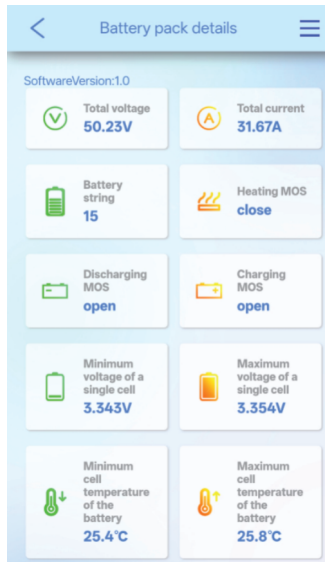 Battery pack details
SoftwareVersion:1.0
Total voltage
50.23V
Total current
31.67A
Battery
string
15
Heating MOS
close
Discharging
MOS
open
Charging
MOS
open
Minimum
voltage of a
single cell
3.343V
Maximum
voltage of a
single cell
3.354V
Minimum
cell
temperature
of the
battery
25.4°C
Maximum
cell
temperature
of the
battery
25.8°C